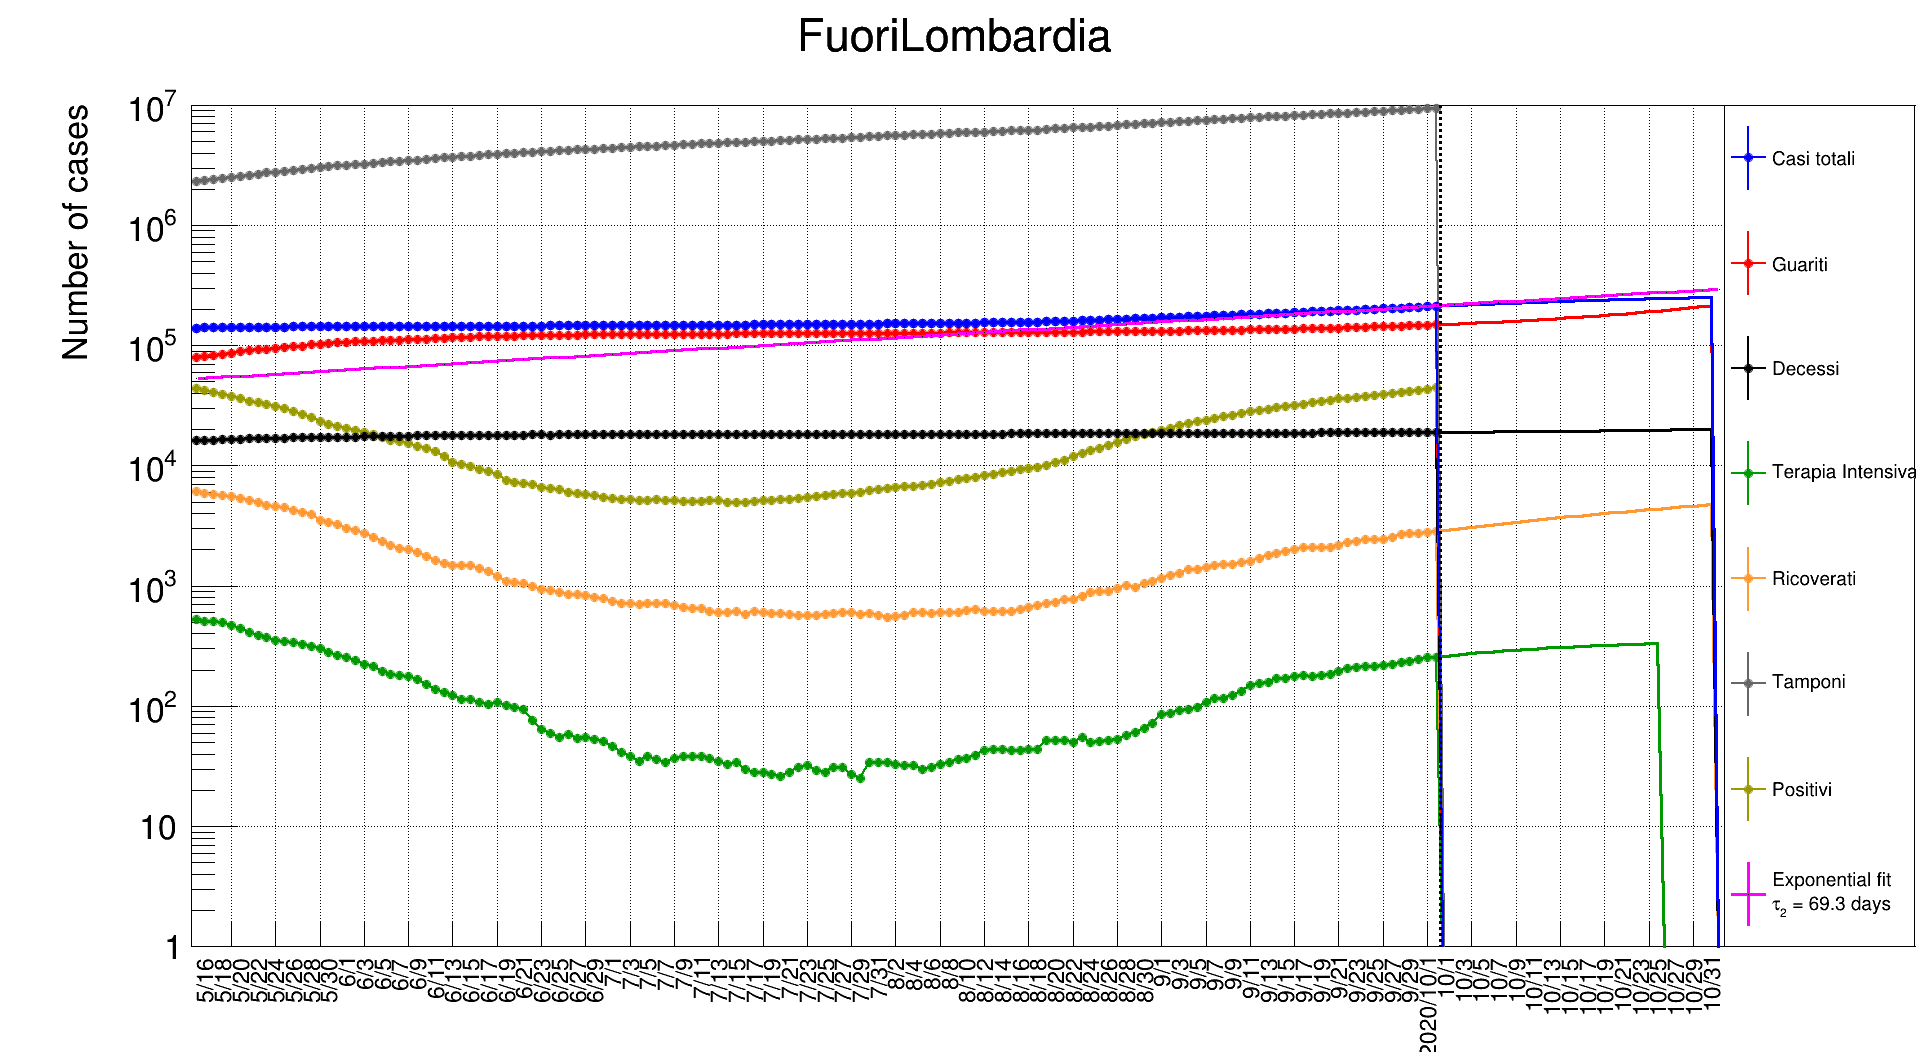 FuoriLombardia
Number of cases
10^7
10^6
10^5
10^4
10^3
10^2
10
1
5/16 5/18 5/20 5/22 5/24 5/26 5/28 5/30 6/1 6/3 6/5 6/7 6/9 6/11 6/13 6/15 6/17 6/19 6/21 6/23 6/25 6/27 6/29 7/1 7/3 7/5 7/7 7/9 7/11 7/13 7/15 7/17 7/19 7/21 7/23 7/25 7/27 7/29 7/31 8/2 8/4 8/6 8/8 8/10 8/12 8/14 8/16 8/18 8/20 8/22 8/24 8/26 8/28 8/30 9/1 9/3 9/5 9/7 9/9 9/11 9/13 9/15 9/17 9/19 9/21 9/23 9/25 9/27 9/29 2020/10/1 10/1 10/3 10/5 10/7 10/9 10/11 10/13 10/15 10/17 10/19 10/21 10/23 10/25 10/27 10/29 10/31
Casi totali
Guariti
Decessi
Terapia Intensiva
Ricoverati
Tamponi
Positivi
Exponential fit
τ₂ = 69.3 days